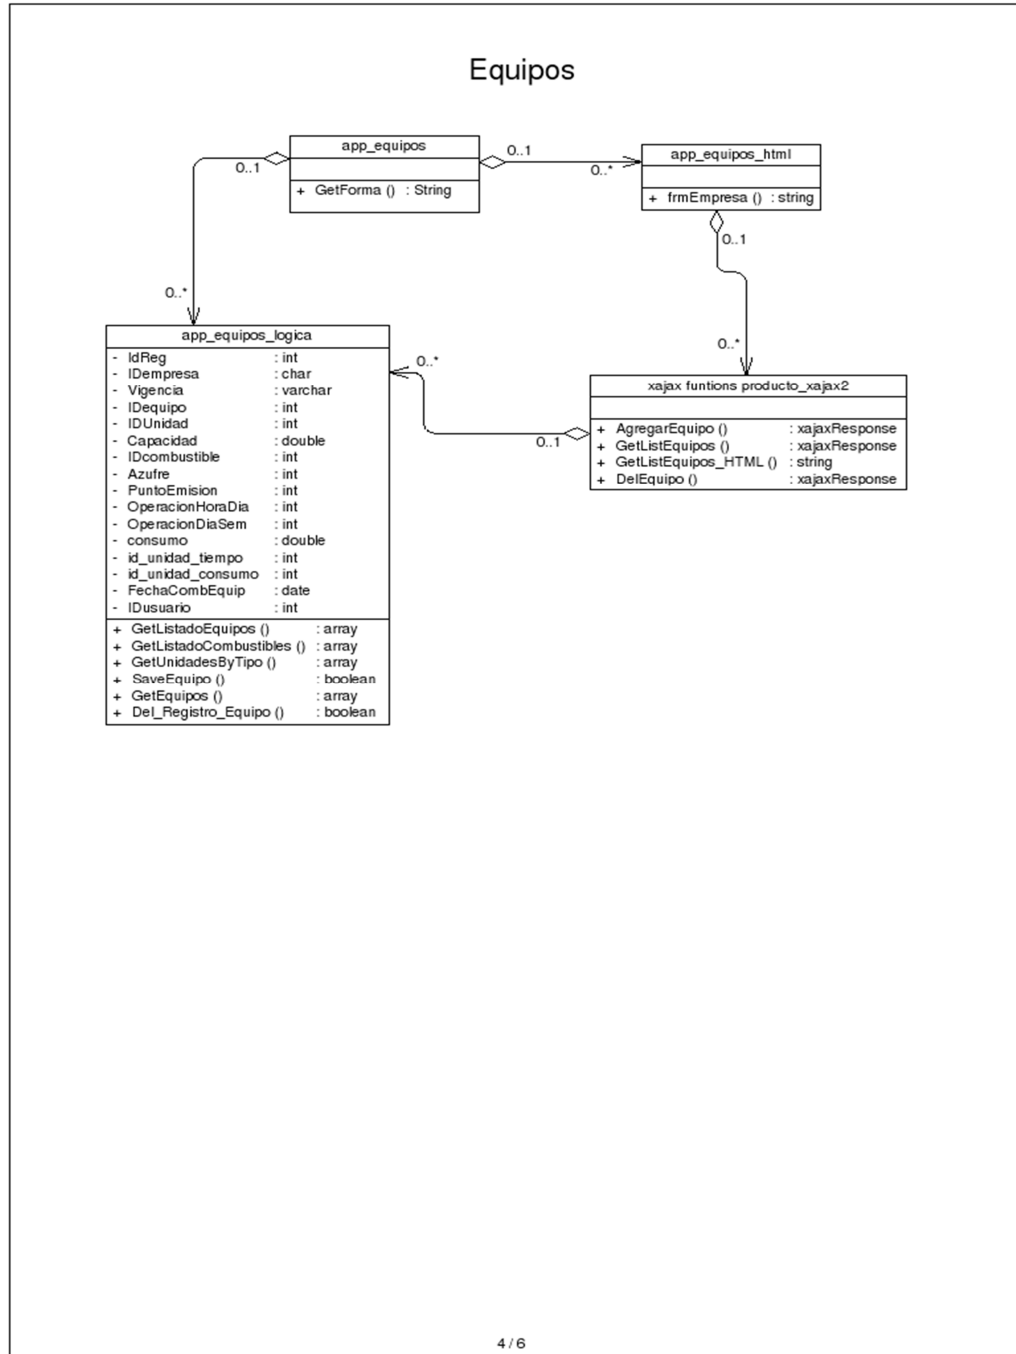 Equipos
app_equipos
+ GetForma () : String
0..1
0..*
0..1
0..*
app_equipos_html
+ frmEmpresa () : string
0..1
0..*
app_equipos_logica
- IdReg : int
- IDempresa : char
- Vigencia : varchar
- IDequipo : int
- IDUnidad : int
- Capacidad : double
- IDcombustible : int
- Azufre : int
- PuntoEmision : int
- OperacionHoraDia : int
- OperacionDiaSem : int
- consumo : double
- id_unidad_tiempo : int
- id_unidad_consumo : int
- FechaCombEquip : date
- IDusuario : int
+ GetListadoEquipos () : array
+ GetListadoCombustibles () : array
+ GetUnidadesByTipo () : array
+ SaveEquipo () : boolean
+ GetEquipos () : array
+ Del_Registro_Equipo () : boolean
0..*
0..1
xajax funtions producto_xajax2
+ AgregarEquipo () : xajaxResponse
+ GetListEquipos () : xajaxResponse
+ GetListEquipos_HTML () : string
+ DelEquipo () : xajaxResponse
4 / 6